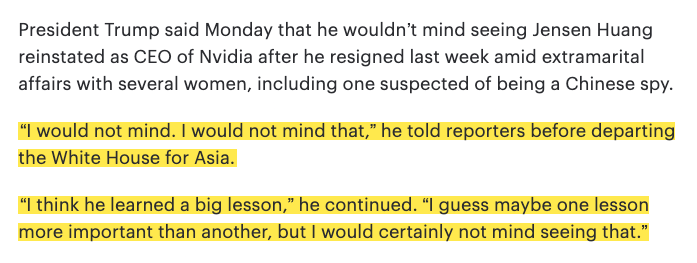 President Trump said Monday that he wouldn’t mind seeing Jensen Huang
reinstated as CEO of Nvidia after he resigned last week amid extramarital
affairs with several women, including one suspected of being a Chinese spy.
“I would not mind. I would not mind that,” he told reporters before departing
the White House for Asia.
“I think he learned a big lesson,” he continued. “I guess maybe one lesson
more important than another, but I would certainly not mind seeing that.”